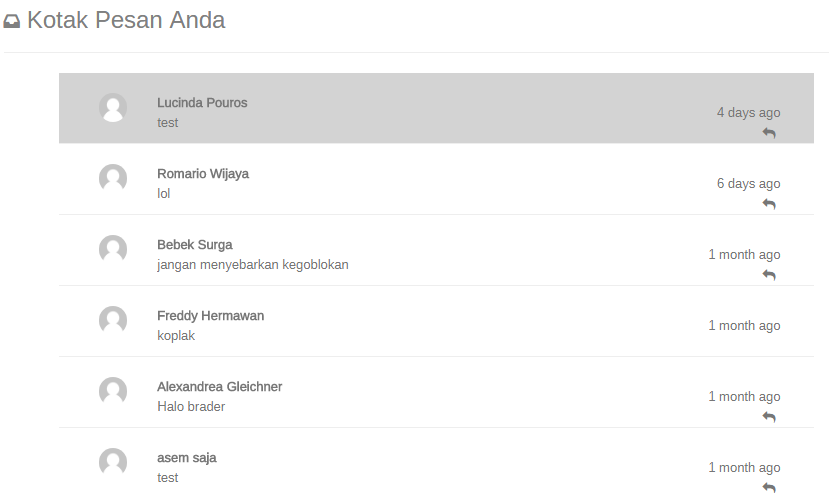 Kotak Pesan Anda
Lucinda Pouros
test
4 days ago
Romario Wijaya
lol
6 days ago
Bebek Surga
jangan menyebarkan kegoblokan
1 month ago
Freddy Hermawan
koplak
1 month ago
Alexandrea Gleichner
Halo brader
1 month ago
asem saja
test
1 month ago